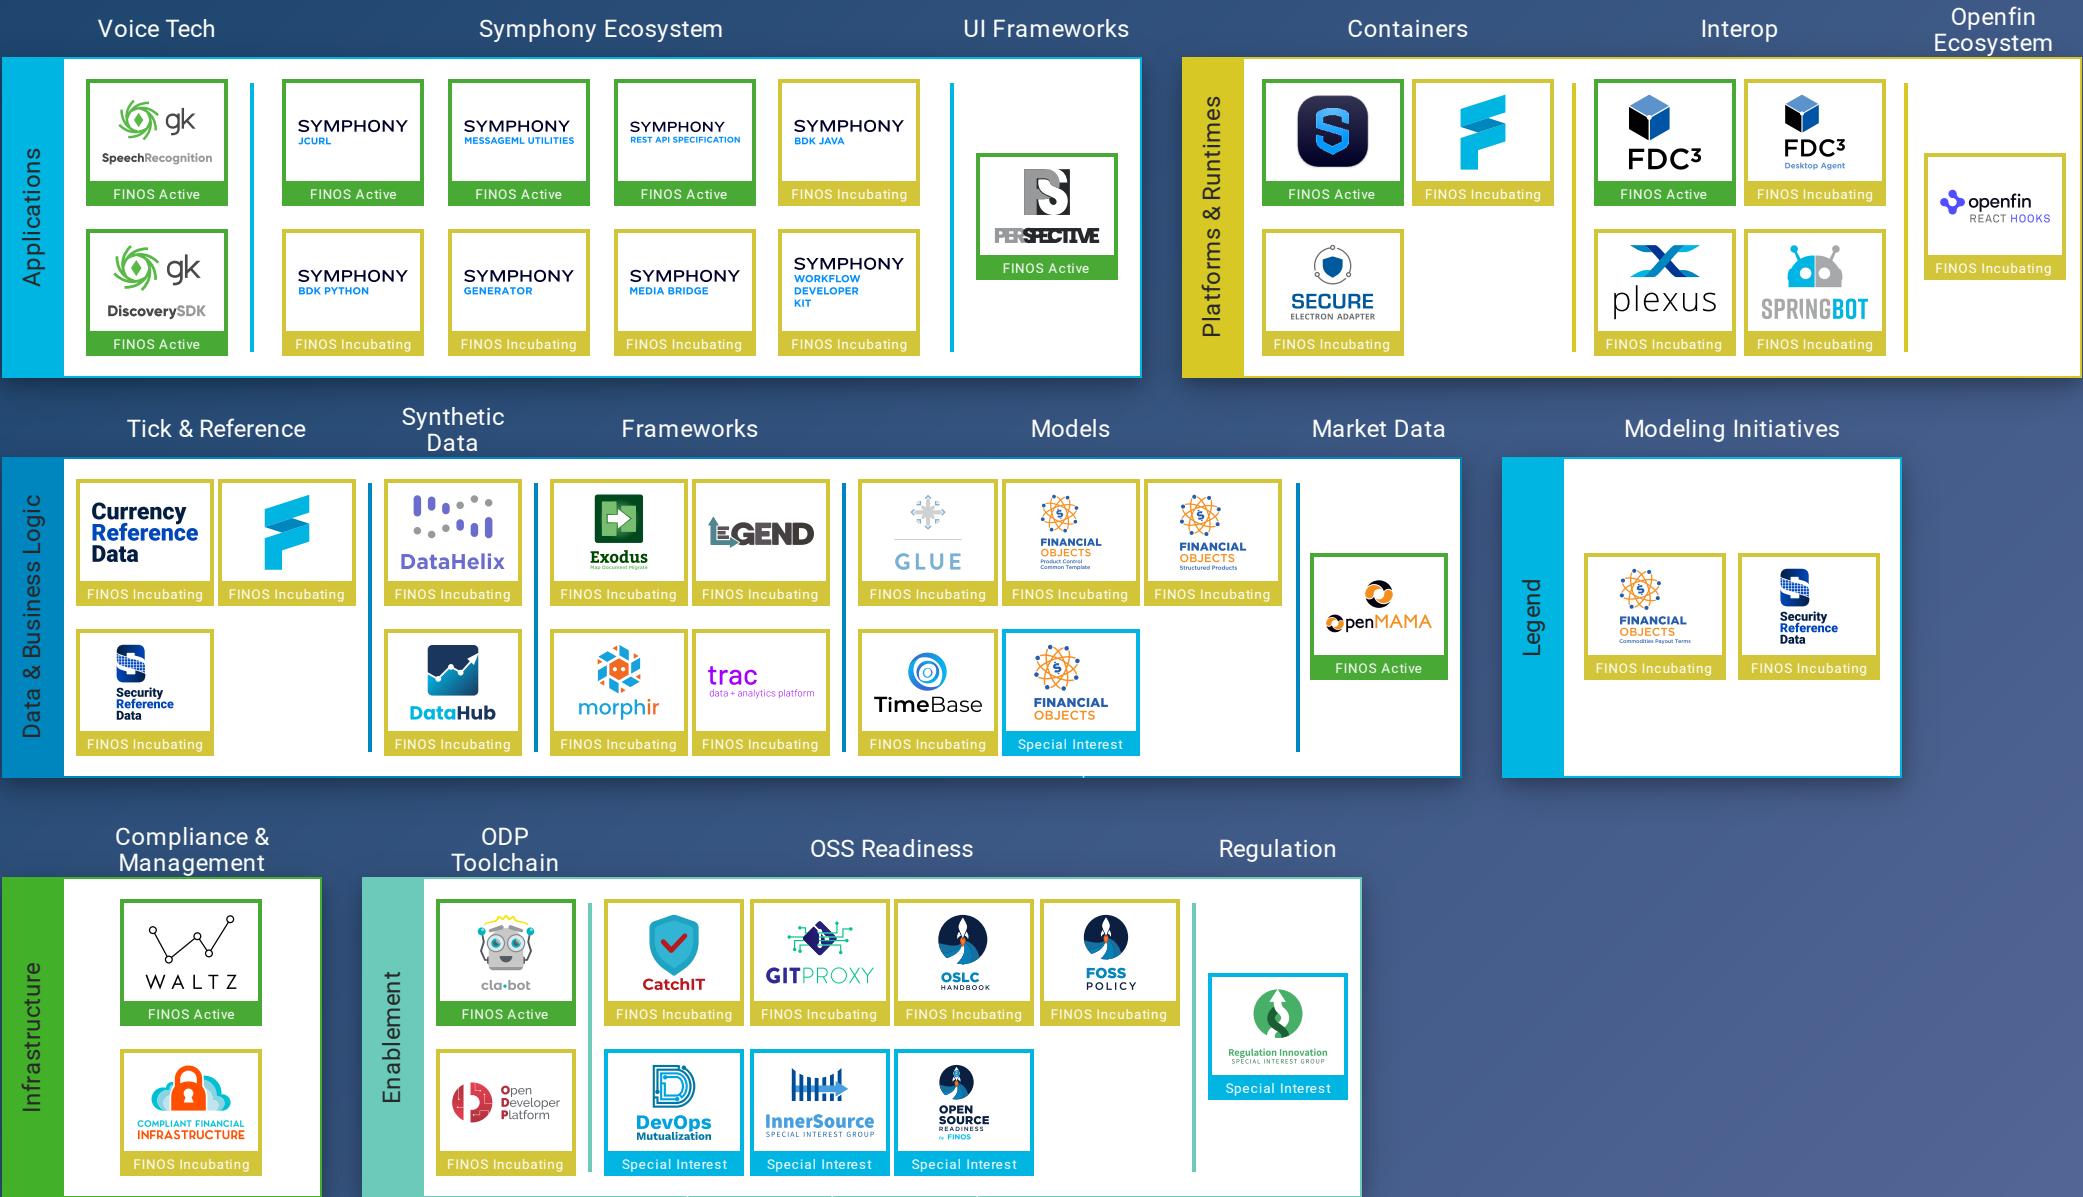 Voice Tech
Symphony Ecosystem
UI Frameworks
Applications
gk
SpeechRecognition
FINOS Active
SYMPHONY
JCURL
FINOS Active
SYMPHONY
MESSAGEML UTILITIES
FINOS Active
SYMPHONY
REST API SPECIFICATION
FINOS Active
SYMPHONY
BDK JAVA
FINOS Incubating
gk
DiscoverySDK
FINOS Active
SYMPHONY
BDK PYTHON
FINOS Incubating
SYMPHONY
GENERATOR
FINOS Incubating
SYMPHONY
MEDIA BRIDGE
FINOS Incubating
SYMPHONY
WORKFLOW
DEVELOPER
KIT
FINOS Incubating
PERSPECTIVE
FINOS Active
Containers
Interop
Openfin
Ecosystem
Platforms & Runtimes
S
FINOS Active
FINOS Incubating
FDC3
FINOS Active
FDC3
Desktop Agent
FINOS Incubating
SECURE
ELECTRON ADAPTER
FINOS Incubating
plexus
FINOS Incubating
SPRINGBOT
FINOS Incubating
openfin
REACT HOOKS
FINOS Incubating
Tick & Reference
Synthetic
Data
Frameworks
Models
Market Data
Data & Business Logic
Currency
Reference
Data
FINOS Incubating
FINOS Incubating
DataHelix
FINOS Incubating
Exodus
Map Document Migrate
FINOS Incubating
LEGEND
FINOS Incubating
GLUE
FINOS Incubating
FINANCIAL
OBJECTS
Product Control
Common Template
FINOS Incubating
FINANCIAL
OBJECTS
Structured Products
FINOS Incubating
Security
Reference
Data
FINOS Incubating
DataHub
FINOS Incubating
morphir
FINOS Incubating
trac
data + analytics platform
FINOS Incubating
TimeBase
FINOS Incubating
FINANCIAL
OBJECTS
Special Interest
OpenMAMA
FINOS Active
Modeling Initiatives
Legend
FINANCIAL
OBJECTS
Commodities Payout Terms
FINOS Incubating
Security
Reference
Data
FINOS Incubating
Compliance &
Management
Infrastructure
WALTZ
FINOS Active
COMPLIANT FINANCIAL
INFRASTRUCTURE
FINOS Incubating
ODP
Toolchain
OSS Readiness
Regulation
Enablement
cla-bot
FINOS Active
CatchIT
FINOS Incubating
GITPROXY
FINOS Incubating
OSLC
HANDBOOK
FINOS Incubating
FOSS
POLICY
FINOS Incubating
Open
Developer
Platform
FINOS Incubating
DevOps
Mutualization
Special Interest
InnerSource
SPECIAL INTEREST GROUP
Special Interest
OPEN
SOURCE
READINESS
by FINOS
Special Interest
Regulation Innovation
SPECIAL INTEREST GROUP
Special Interest